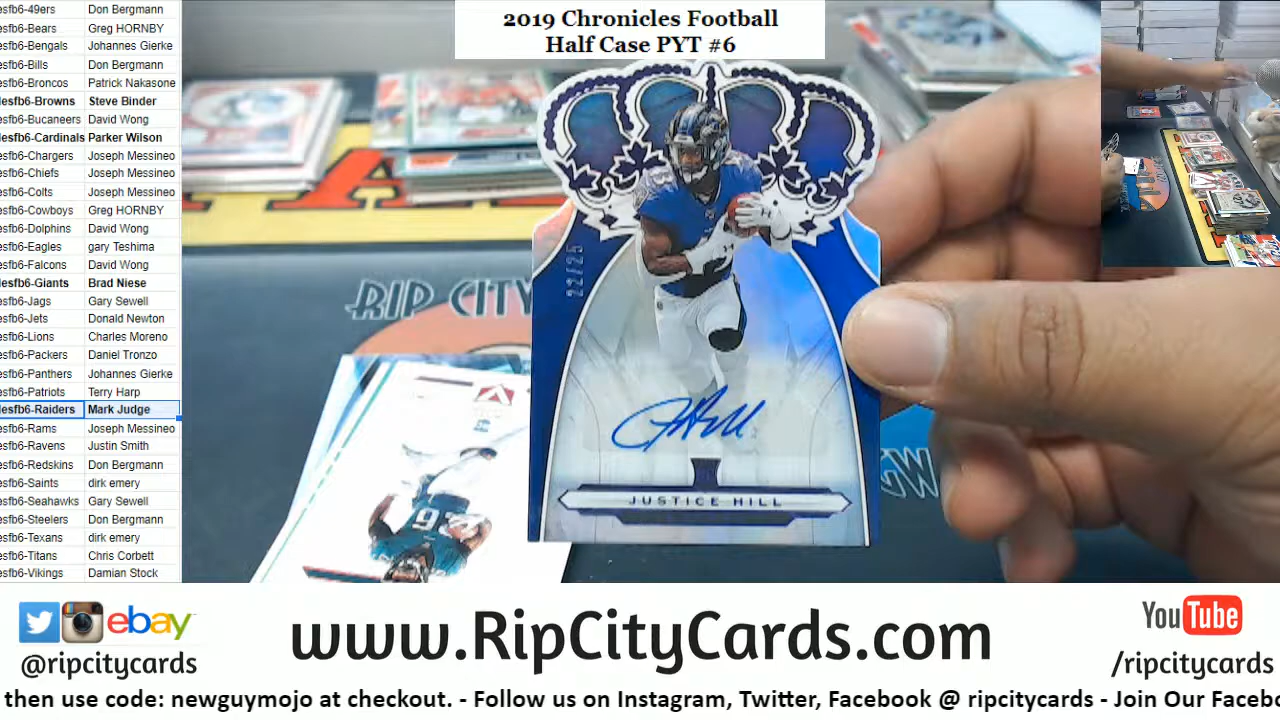 2019 Chronicles Football
Half Case PYT #6
esfb6-49ers Don Bergmann
esfb6-Bears Greg HORNBY
esfb6-Bengals Johannes Gierke
esfb6-Bills Don Bergmann
esfb6-Broncos Patrick Nakasone
lesfb6-Browns Steve Binder
esfb6-Bucaneers David Wong
lesfb6-Cardinals Parker Wilson
esfb6-Chargers Joseph Messineo
esfb6-Chiefs Joseph Messineo
esfb6-Colts Joseph Messineo
esfb6-Cowboys Greg HORNBY
esfb6-Dolphins David Wong
esfb6-Eagles gary Teshima
esfb6-Falcons David Wong
lesfb6-Giants Brad Niese
esfb6-Jags Gary Sewell
esfb6-Jets Donald Newton
esfb6-Lions Charles Moreno
esfb6-Packers Daniel Tronzo
esfb6-Panthers Johannes Gierke
esfb6-Patriots Terry Harp
lesfb6-Raiders Mark Judge
esfb6-Rams Joseph Messineo
esfb6-Ravens Justin Smith
esfb6-Redskins Don Bergmann
esfb6-Saints dirk emery
esfb6-Seahawks Gary Sewell
esfb6-Steelers Don Bergmann
esfb6-Texans dirk emery
esfb6-Titans Chris Corbett
esfb6-Vikings Damian Stock
RIP CITY
22/25
JUSTICE HILL
ebay
@ripcitycards
www.RipCityCards.com
YouTube
/ripcitycards
then use code: newguymojo at checkout. - Follow us on Instagram, Twitter, Facebook @ ripcitycards - Join Our Facebo